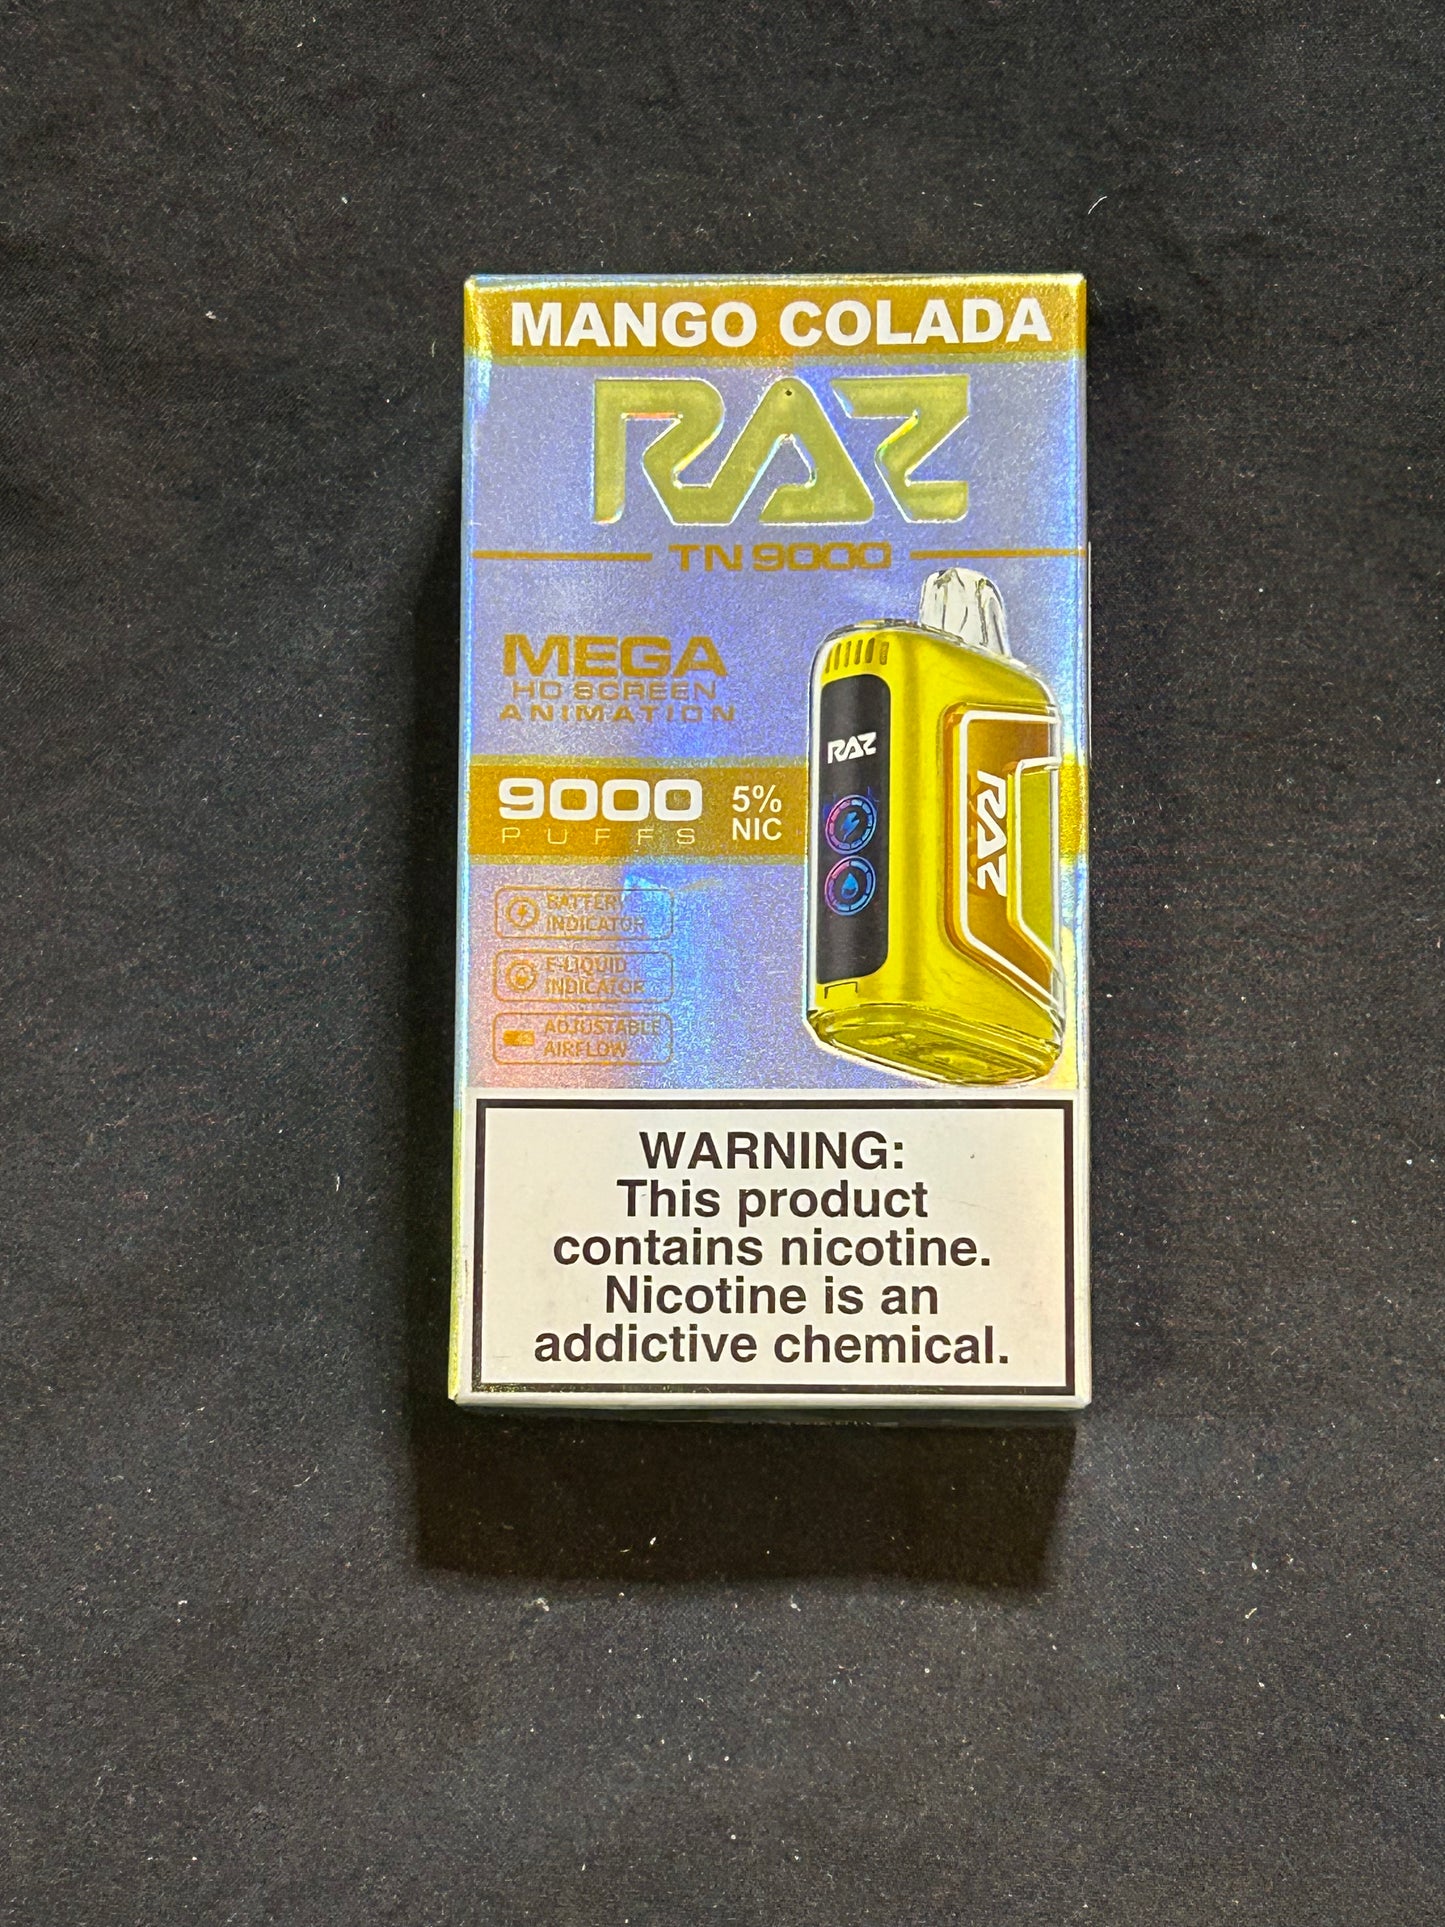 MANGO COLADA
RAZ
TN 9000
MEGA
HD SCREEN
ANIMATION
9000
PUFFS
5%
NIC
BATTERY
INDICATOR
E-LIQUID
INDICATOR
ADJUSTABLE
AIRFLOW
RAZ
RAZ
WARNING:
This product
contains nicotine.
Nicotine is an
addictive chemical.